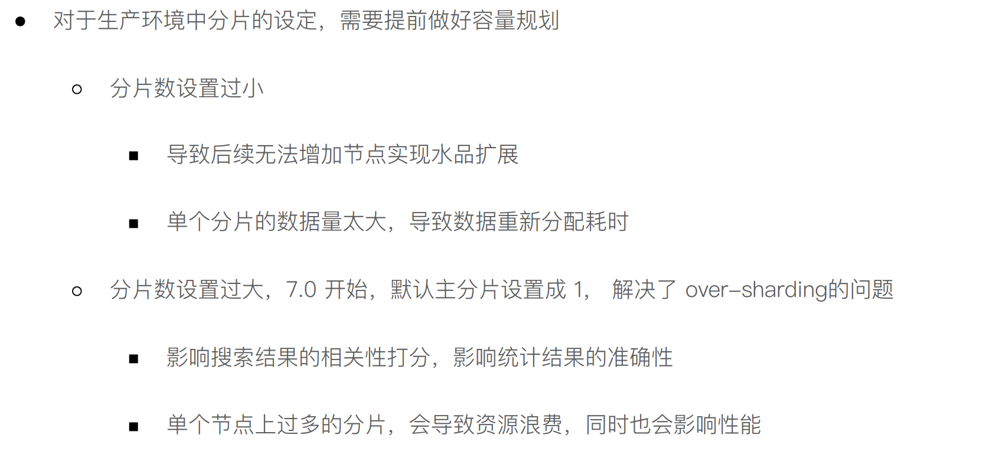 对于生产环境中分片的设定，需要提前做好容量规划
分片数设置过小
导致后续无法增加节点实现水品扩展
单个分片的数据量太大，导致数据重新分配耗时
分片数设置过大，7.0 开始，默认主分片设置成 1， 解决了 over-sharding的问题
影响搜索结果的相关性打分，影响统计结果的准确性
单个节点上过多的分片，会导致资源浪费，同时也会影响性能